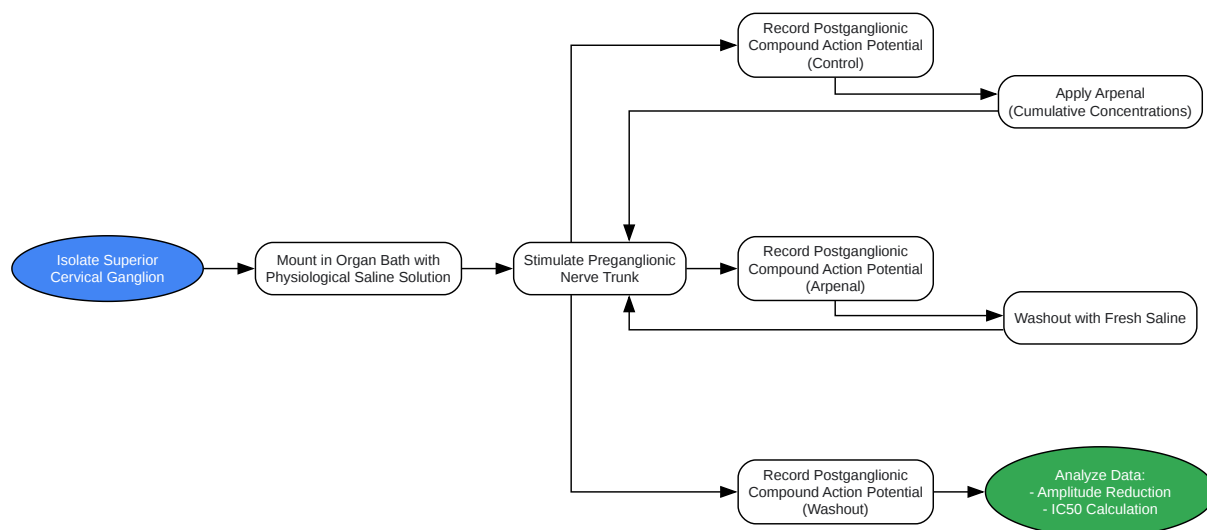 Record Postganglionic
Compound Action Potential
(Control)
Apply Arpenal
(Cumulative Concentrations)
Isolate Superior
Cervical Ganglion
Mount in Organ Bath with
Physiological Saline Solution
Stimulate Preganglionic
Nerve Trunk
Record Postganglionic
Compound Action Potential
(Arpenal)
Washout with Fresh Saline
Record Postganglionic
Compound Action Potential
(Washout)
Analyze Data:
- Amplitude Reduction
- IC50 Calculation